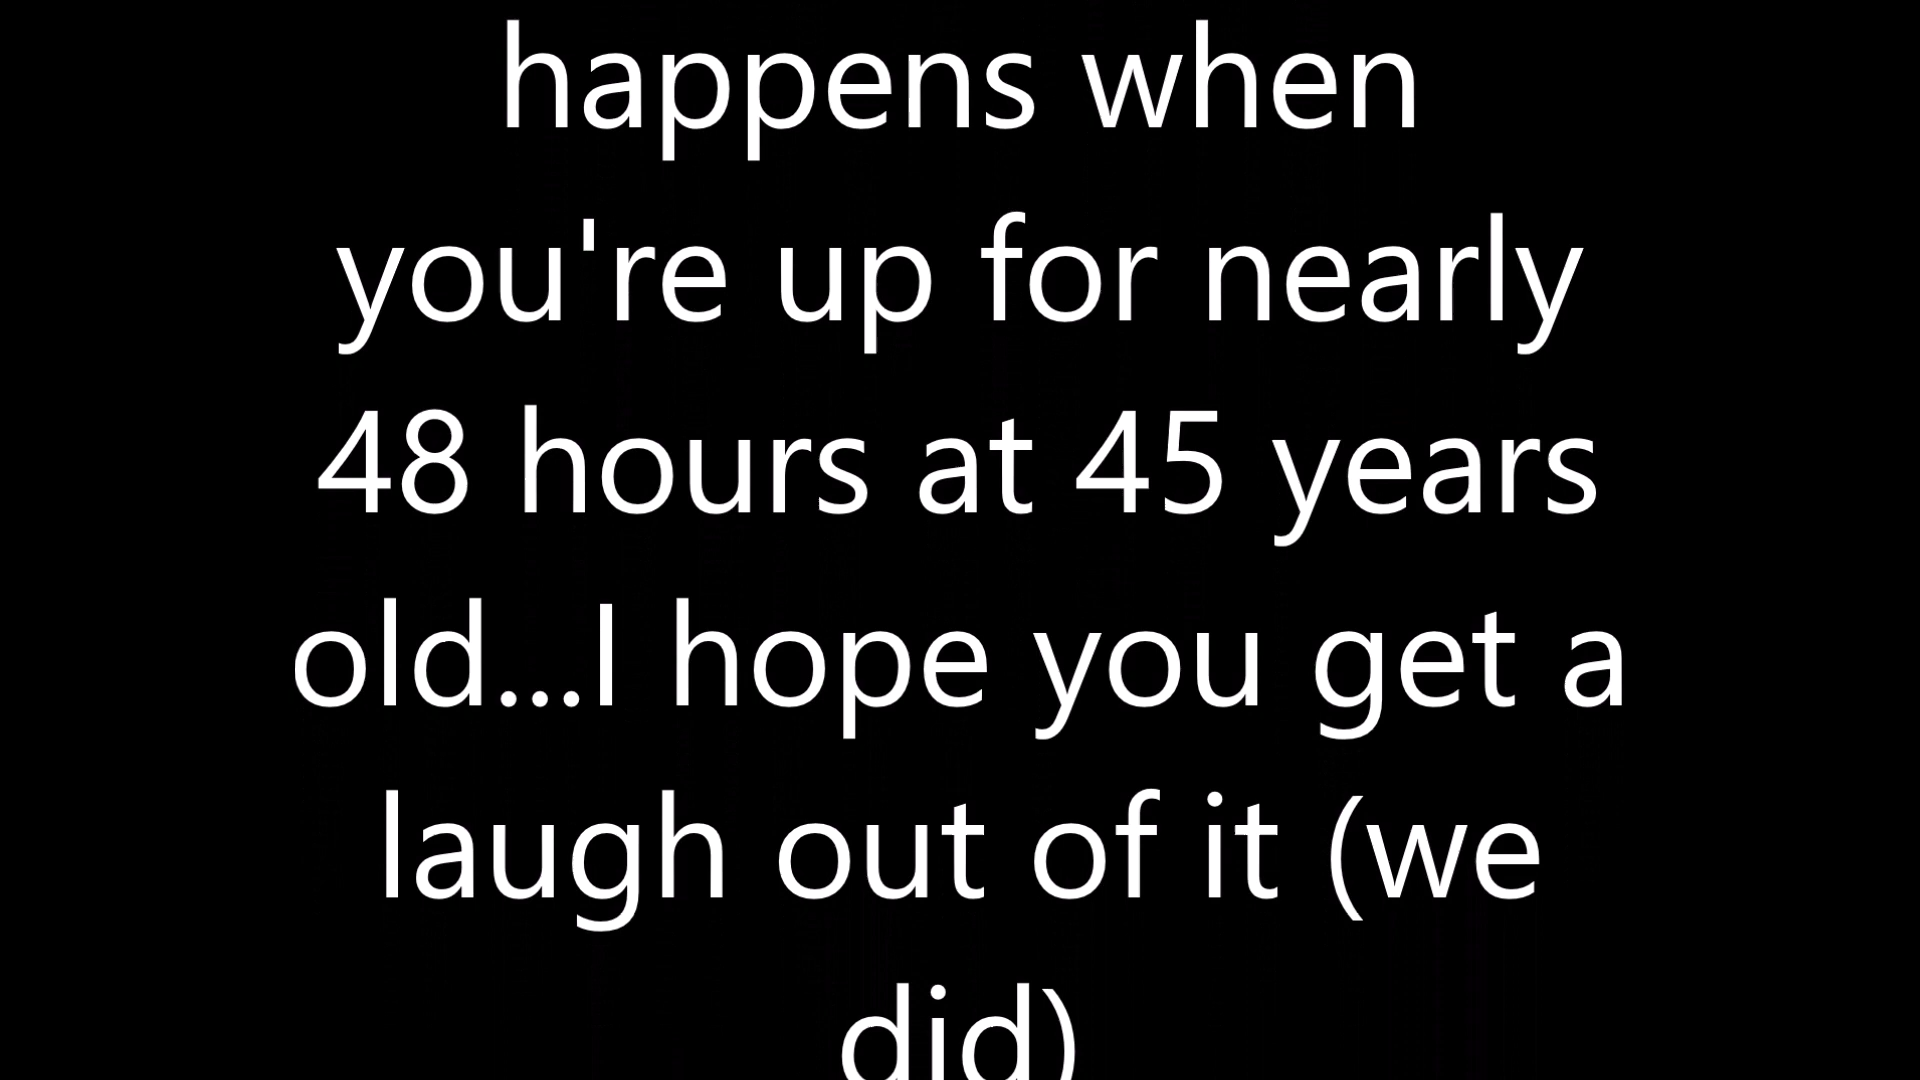 happens when
you're up for nearly
48 hours at 45 years
old...I hope you get a
laugh out of it (we
did)